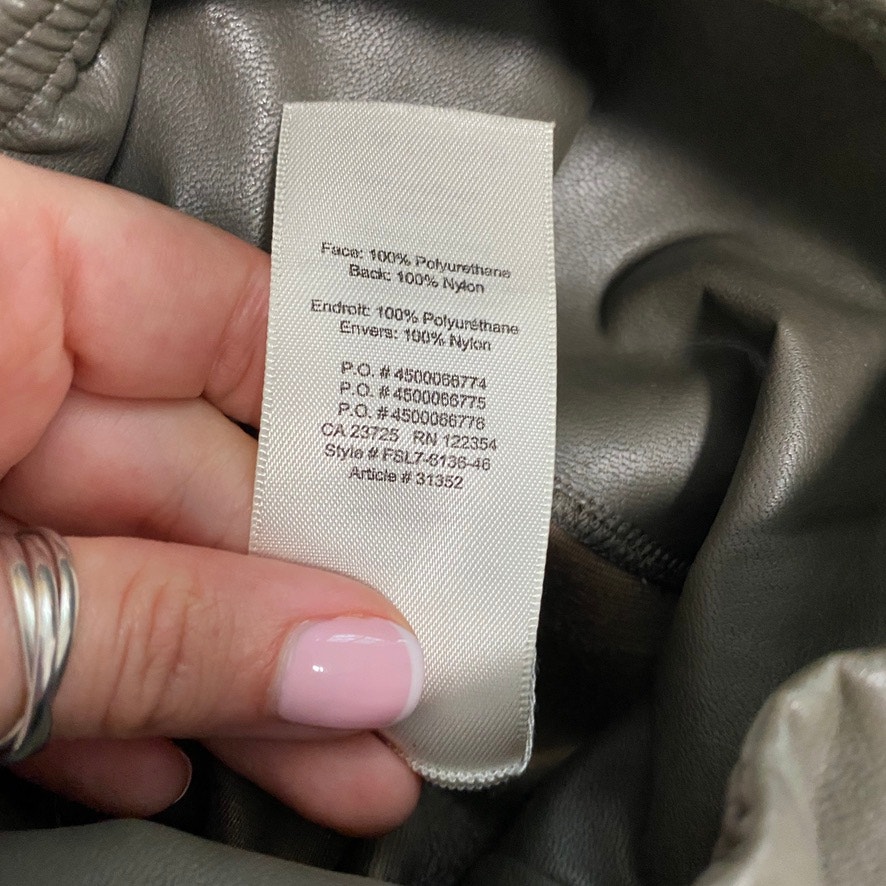 Face: 100% Polyurethane
Back: 100% Nylon
Endroit: 100% Polyuréthane
Envers: 100% Nylon
P.O. # 4500066774
P.O. # 4500066775
P.O. # 4500066776
CA 23725 RN 122354
Style # FSL7-6136-46
Article # 31352